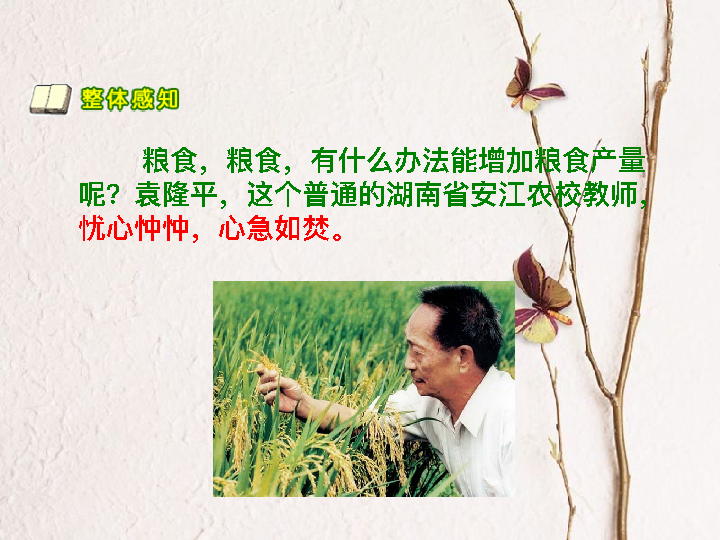 整体感知
粮食，粮食，有什么办法能增加粮食产量
呢？袁隆平，这个普通的湖南省安江农校教师，
忧心忡忡，心急如焚。